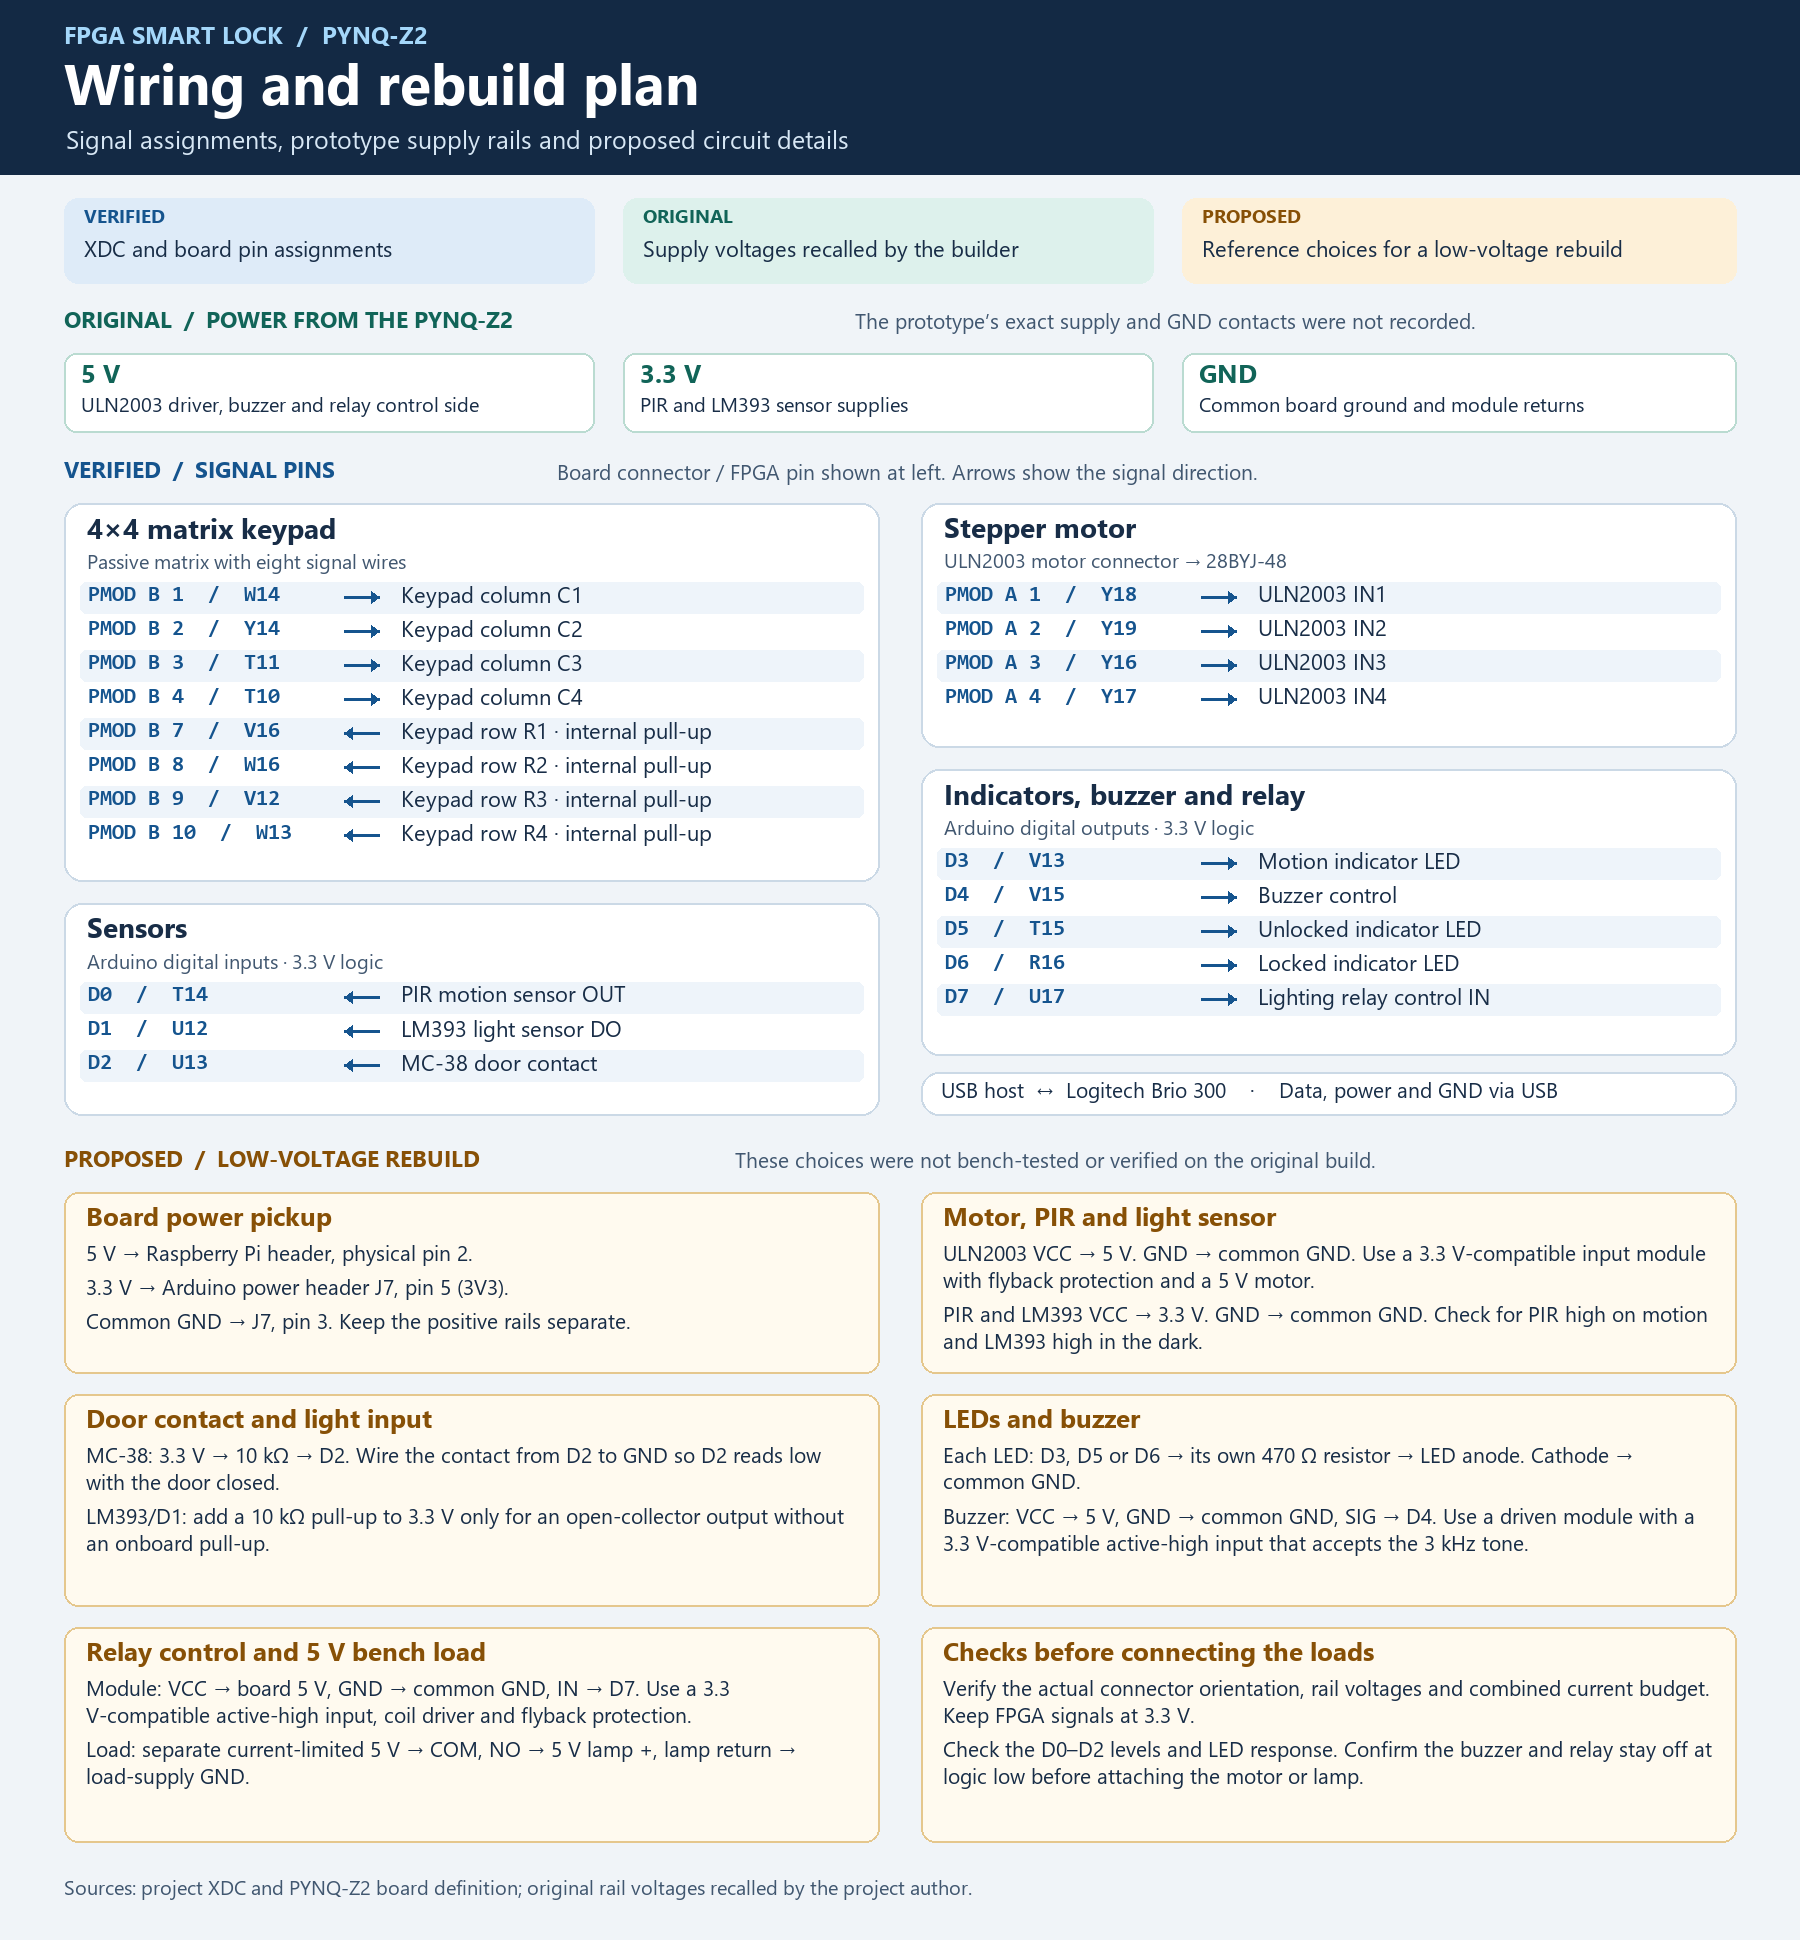 FPGA SMART LOCK / PYNQ-Z2
Wiring and rebuild plan
Signal assignments, prototype supply rails and proposed circuit details
VERIFIED
XDC and board pin assignments
ORIGINAL
Supply voltages recalled by the builder
PROPOSED
Reference choices for a low-voltage rebuild
ORIGINAL / POWER FROM THE PYNQ-Z2
The prototype's exact supply and GND contacts were not recorded.
5 V
ULN2003 driver, buzzer and relay control side
3.3 V
PIR and LM393 sensor supplies
GND
Common board ground and module returns
VERIFIED / SIGNAL PINS
Board connector / FPGA pin shown at left. Arrows show the signal direction.
4×4 matrix keypad
Passive matrix with eight signal wires
PMOD B 1 / W14 → Keypad column C1
PMOD B 2 / Y14 → Keypad column C2
PMOD B 3 / T11 → Keypad column C3
PMOD B 4 / T10 → Keypad column C4
PMOD B 7 / V16 ← Keypad row R1 · internal pull-up
PMOD B 8 / W16 ← Keypad row R2 · internal pull-up
PMOD B 9 / V12 ← Keypad row R3 · internal pull-up
PMOD B 10 / W13 ← Keypad row R4 · internal pull-up
Sensors
Arduino digital inputs · 3.3 V logic
D0 / T14 ← PIR motion sensor OUT
D1 / U12 ← LM393 light sensor DO
D2 / U13 ← MC-38 door contact
Stepper motor
ULN2003 motor connector → 28BYJ-48
PMOD A 1 / Y18 → ULN2003 IN1
PMOD A 2 / Y19 → ULN2003 IN2
PMOD A 3 / Y16 → ULN2003 IN3
PMOD A 4 / Y17 → ULN2003 IN4
Indicators, buzzer and relay
Arduino digital outputs · 3.3 V logic
D3 / V13 → Motion indicator LED
D4 / V15 → Buzzer control
D5 / T15 → Unlocked indicator LED
D6 / R16 → Locked indicator LED
D7 / U17 → Lighting relay control IN
USB host ↔ Logitech Brio 300 · Data, power and GND via USB
PROPOSED / LOW-VOLTAGE REBUILD
These choices were not bench-tested or verified on the original build.
Board power pickup
5 V → Raspberry Pi header, physical pin 2.
3.3 V → Arduino power header J7, pin 5 (3V3).
Common GND → J7, pin 3. Keep the positive rails separate.
Motor, PIR and light sensor
ULN2003 VCC → 5 V. GND → common GND. Use a 3.3 V-compatible input module
with flyback protection and a 5 V motor.
PIR and LM393 VCC → 3.3 V. GND → common GND. Check for PIR high on motion
and LM393 high in the dark.
Door contact and light input
MC-38: 3.3 V → 10 kΩ → D2. Wire the contact from D2 to GND so D2 reads low
with the door closed.
LM393/D1: add a 10 kΩ pull-up to 3.3 V only for an open-collector output without
an onboard pull-up.
LEDs and buzzer
Each LED: D3, D5 or D6 → its own 470 Ω resistor → LED anode. Cathode →
common GND.
Buzzer: VCC → 5 V, GND → common GND, SIG → D4. Use a driven module with a
3.3 V-compatible active-high input that accepts the 3 kHz tone.
Relay control and 5 V bench load
Module: VCC → board 5 V, GND → common GND, IN → D7. Use a 3.3
V-compatible active-high input, coil driver and flyback protection.
Load: separate current-limited 5 V → COM, NO → 5 V lamp +, lamp return →
load-supply GND.
Checks before connecting the loads
Verify the actual connector orientation, rail voltages and combined current budget.
Keep FPGA signals at 3.3 V.
Check the D0–D2 levels and LED response. Confirm the buzzer and relay stay off at
logic low before attaching the motor or lamp.
Sources: project XDC and PYNQ-Z2 board definition; original rail voltages recalled by the project author.